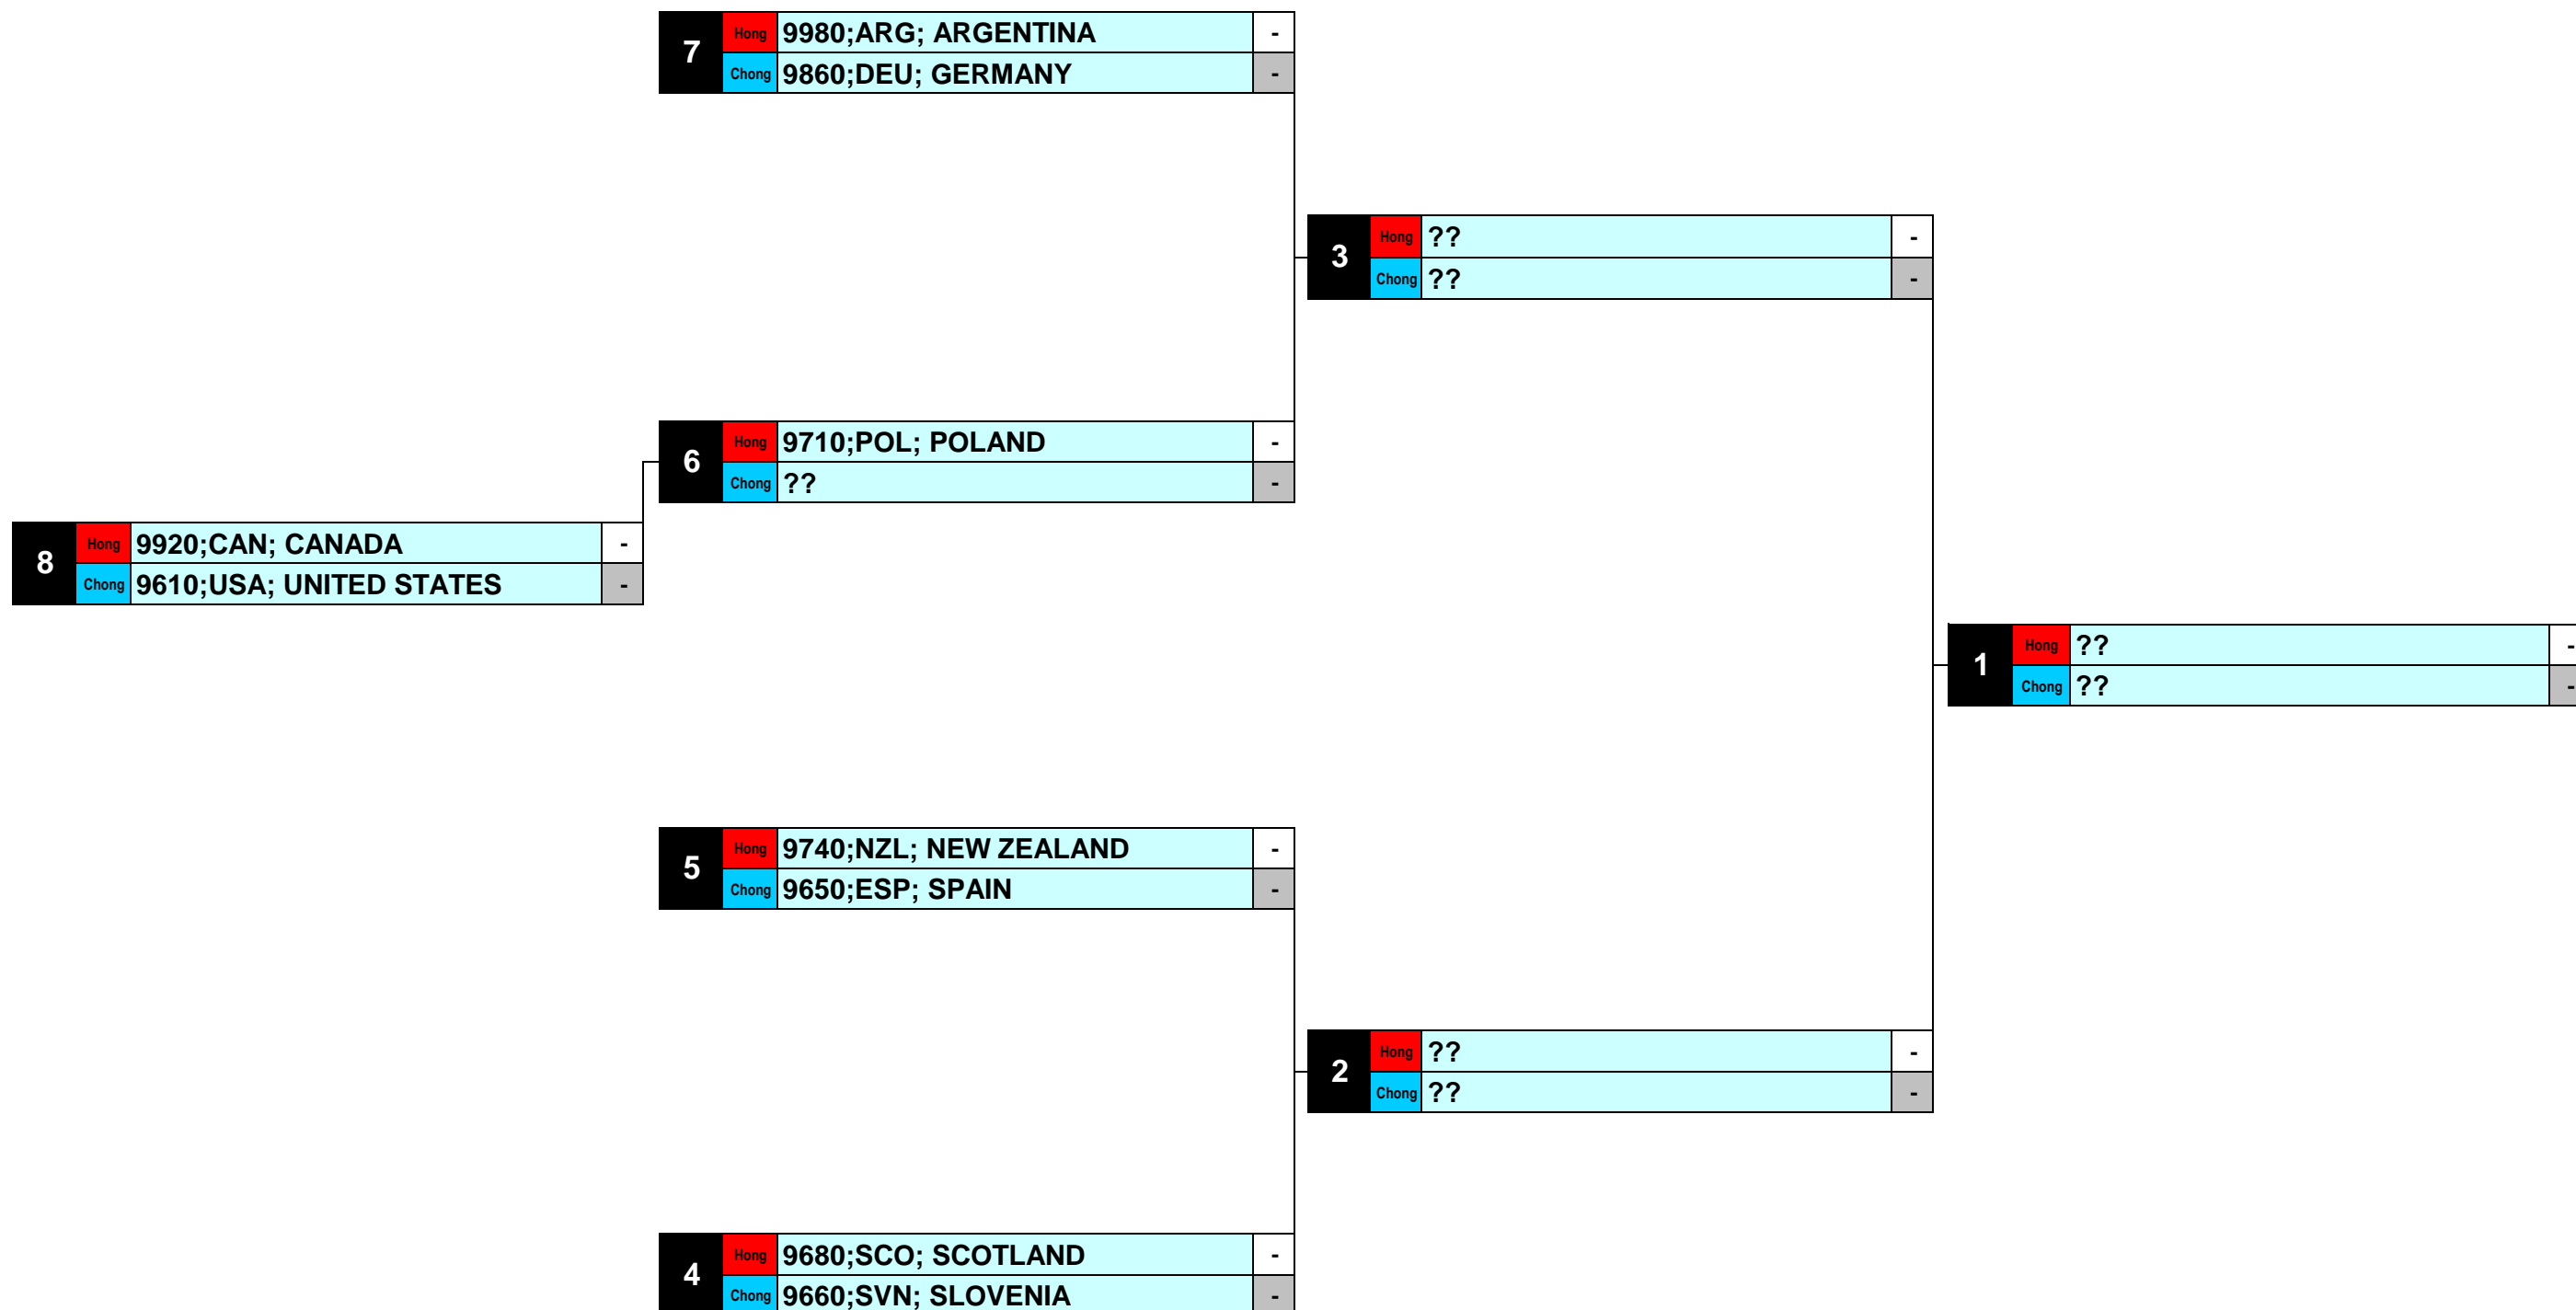 7
Hong 9980;ARG; ARGENTINA -
Chong 9860;DEU; GERMANY -
3
Hong ?? -
Chong ?? -
6
Hong 9710;POL; POLAND -
Chong ?? -
8
Hong 9920;CAN; CANADA -
Chong 9610;USA; UNITED STATES -
1
Hong ?? -
Chong ?? -
5
Hong 9740;NZL; NEW ZEALAND -
Chong 9650;ESP; SPAIN -
2
Hong ?? -
Chong ?? -
4
Hong 9680;SCO; SCOTLAND -
Chong 9660;SVN; SLOVENIA -